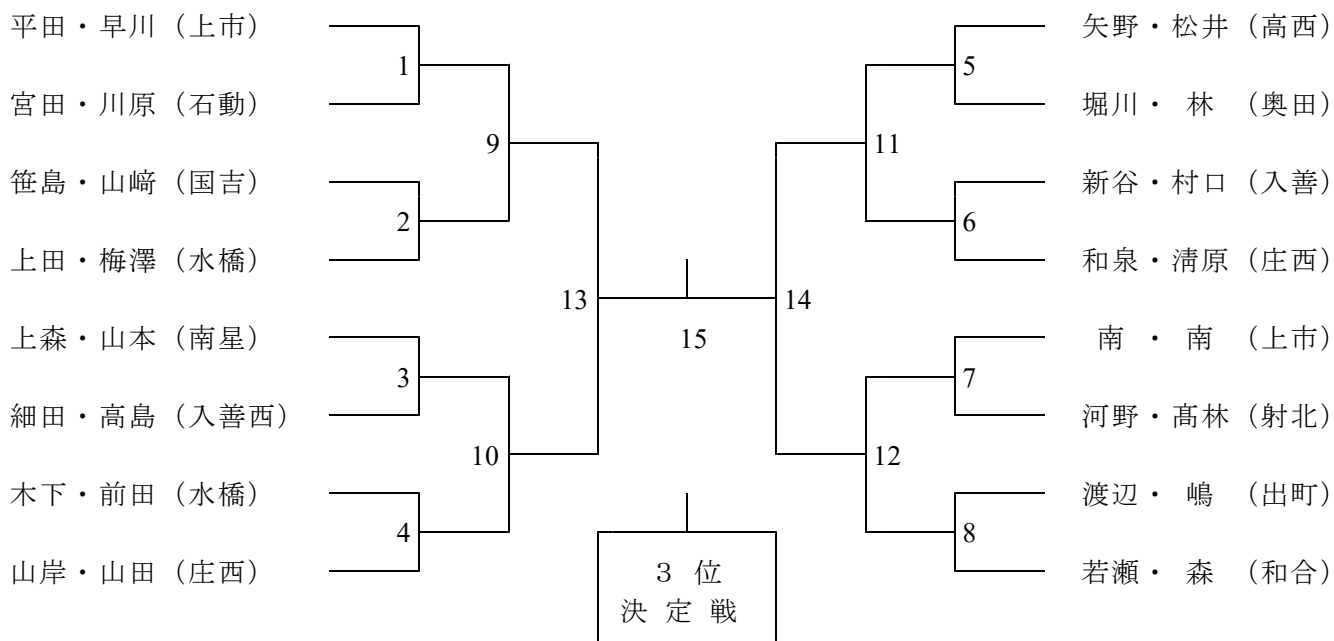 平田・早川（上市）
1
宮田・川原（石動）
9
笹島・山﨑（国吉）
2
上田・梅澤（水橋）
13
上森・山本（南星）
3
細田・高島（入善西）
10
木下・前田（水橋）
4
山岸・山田（庄西）
15
3 位
決 定 戦
矢野・松井（高西）
5
堀川・ 林 （奥田）
11
新谷・村口（入善）
6
和泉・淸原（庄西）
14
南 ・ 南 （上市）
7
河野・髙林（射北）
12
渡辺・ 嶋 （出町）
8
若瀬・ 森 （和合）